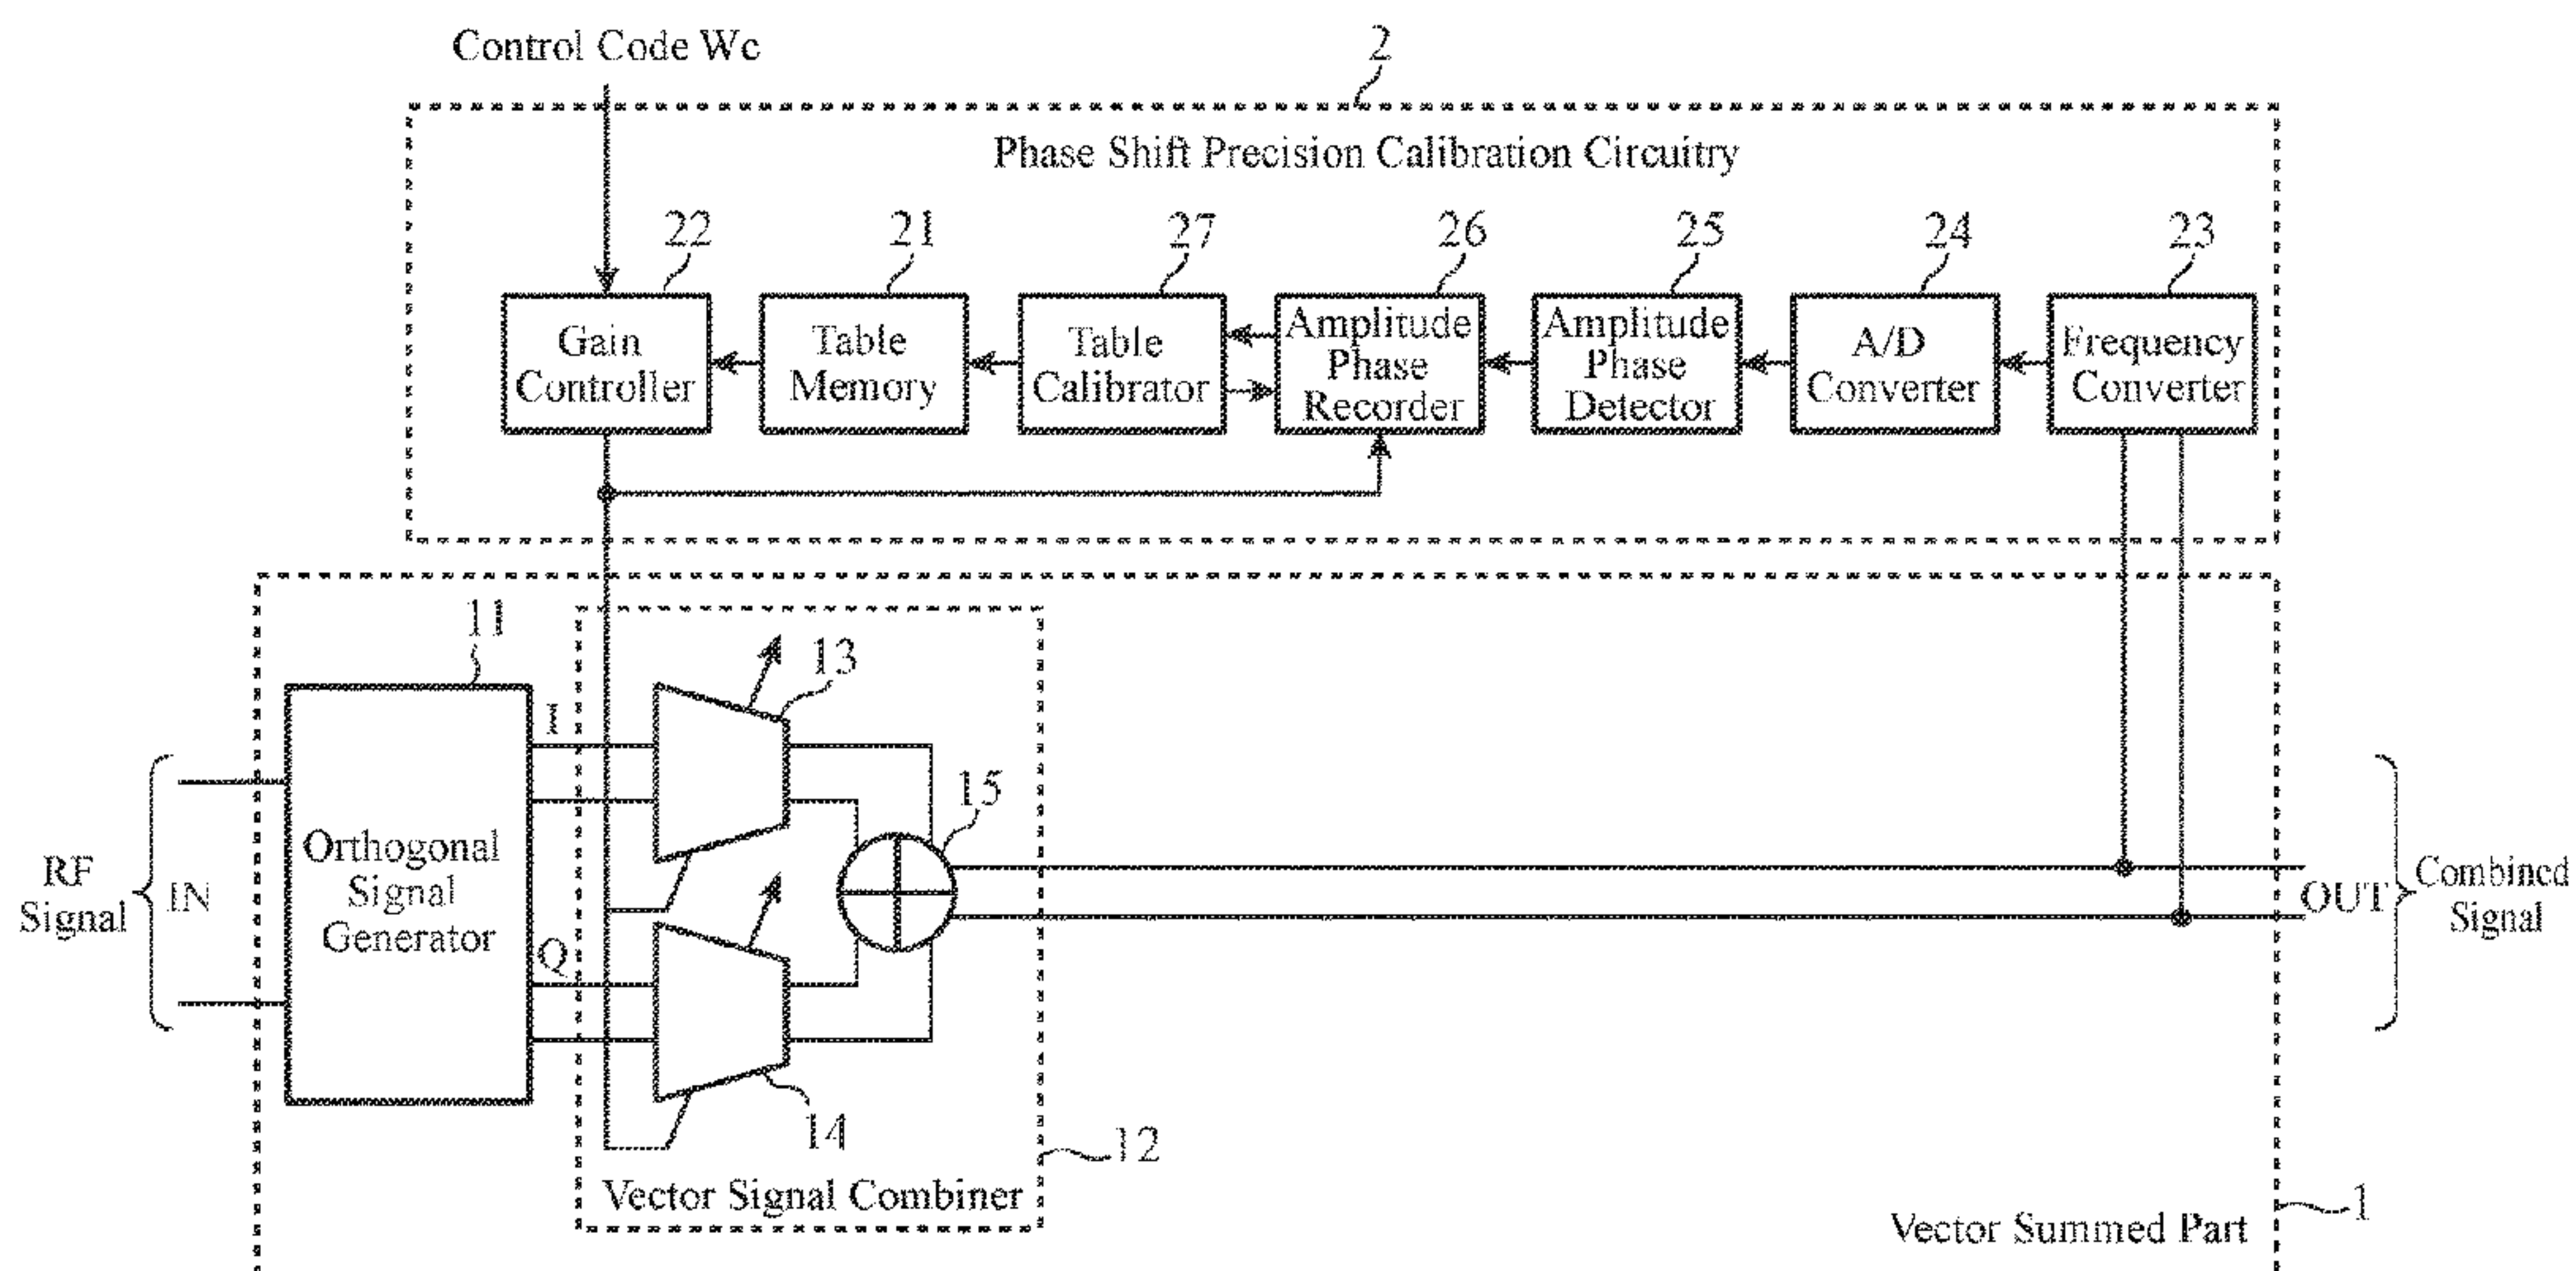 Control Code Wc
2
Phase Shift Precision Calibration Circuitry
22
21
27
26
25
24
23
Gain
Controller
Table
Memory
Table
Calibrator
Amplitude
Phase
Recorder
Amplitude
Phase
Detector
A/D
Converter
Frequency
Converter
11
I
13
15
RF
Signal
IN
Orthogonal
Signal
Generator
Q
OUT
Combined
Signal
14
12
Vector Signal Combiner
1
Vector Summed Part